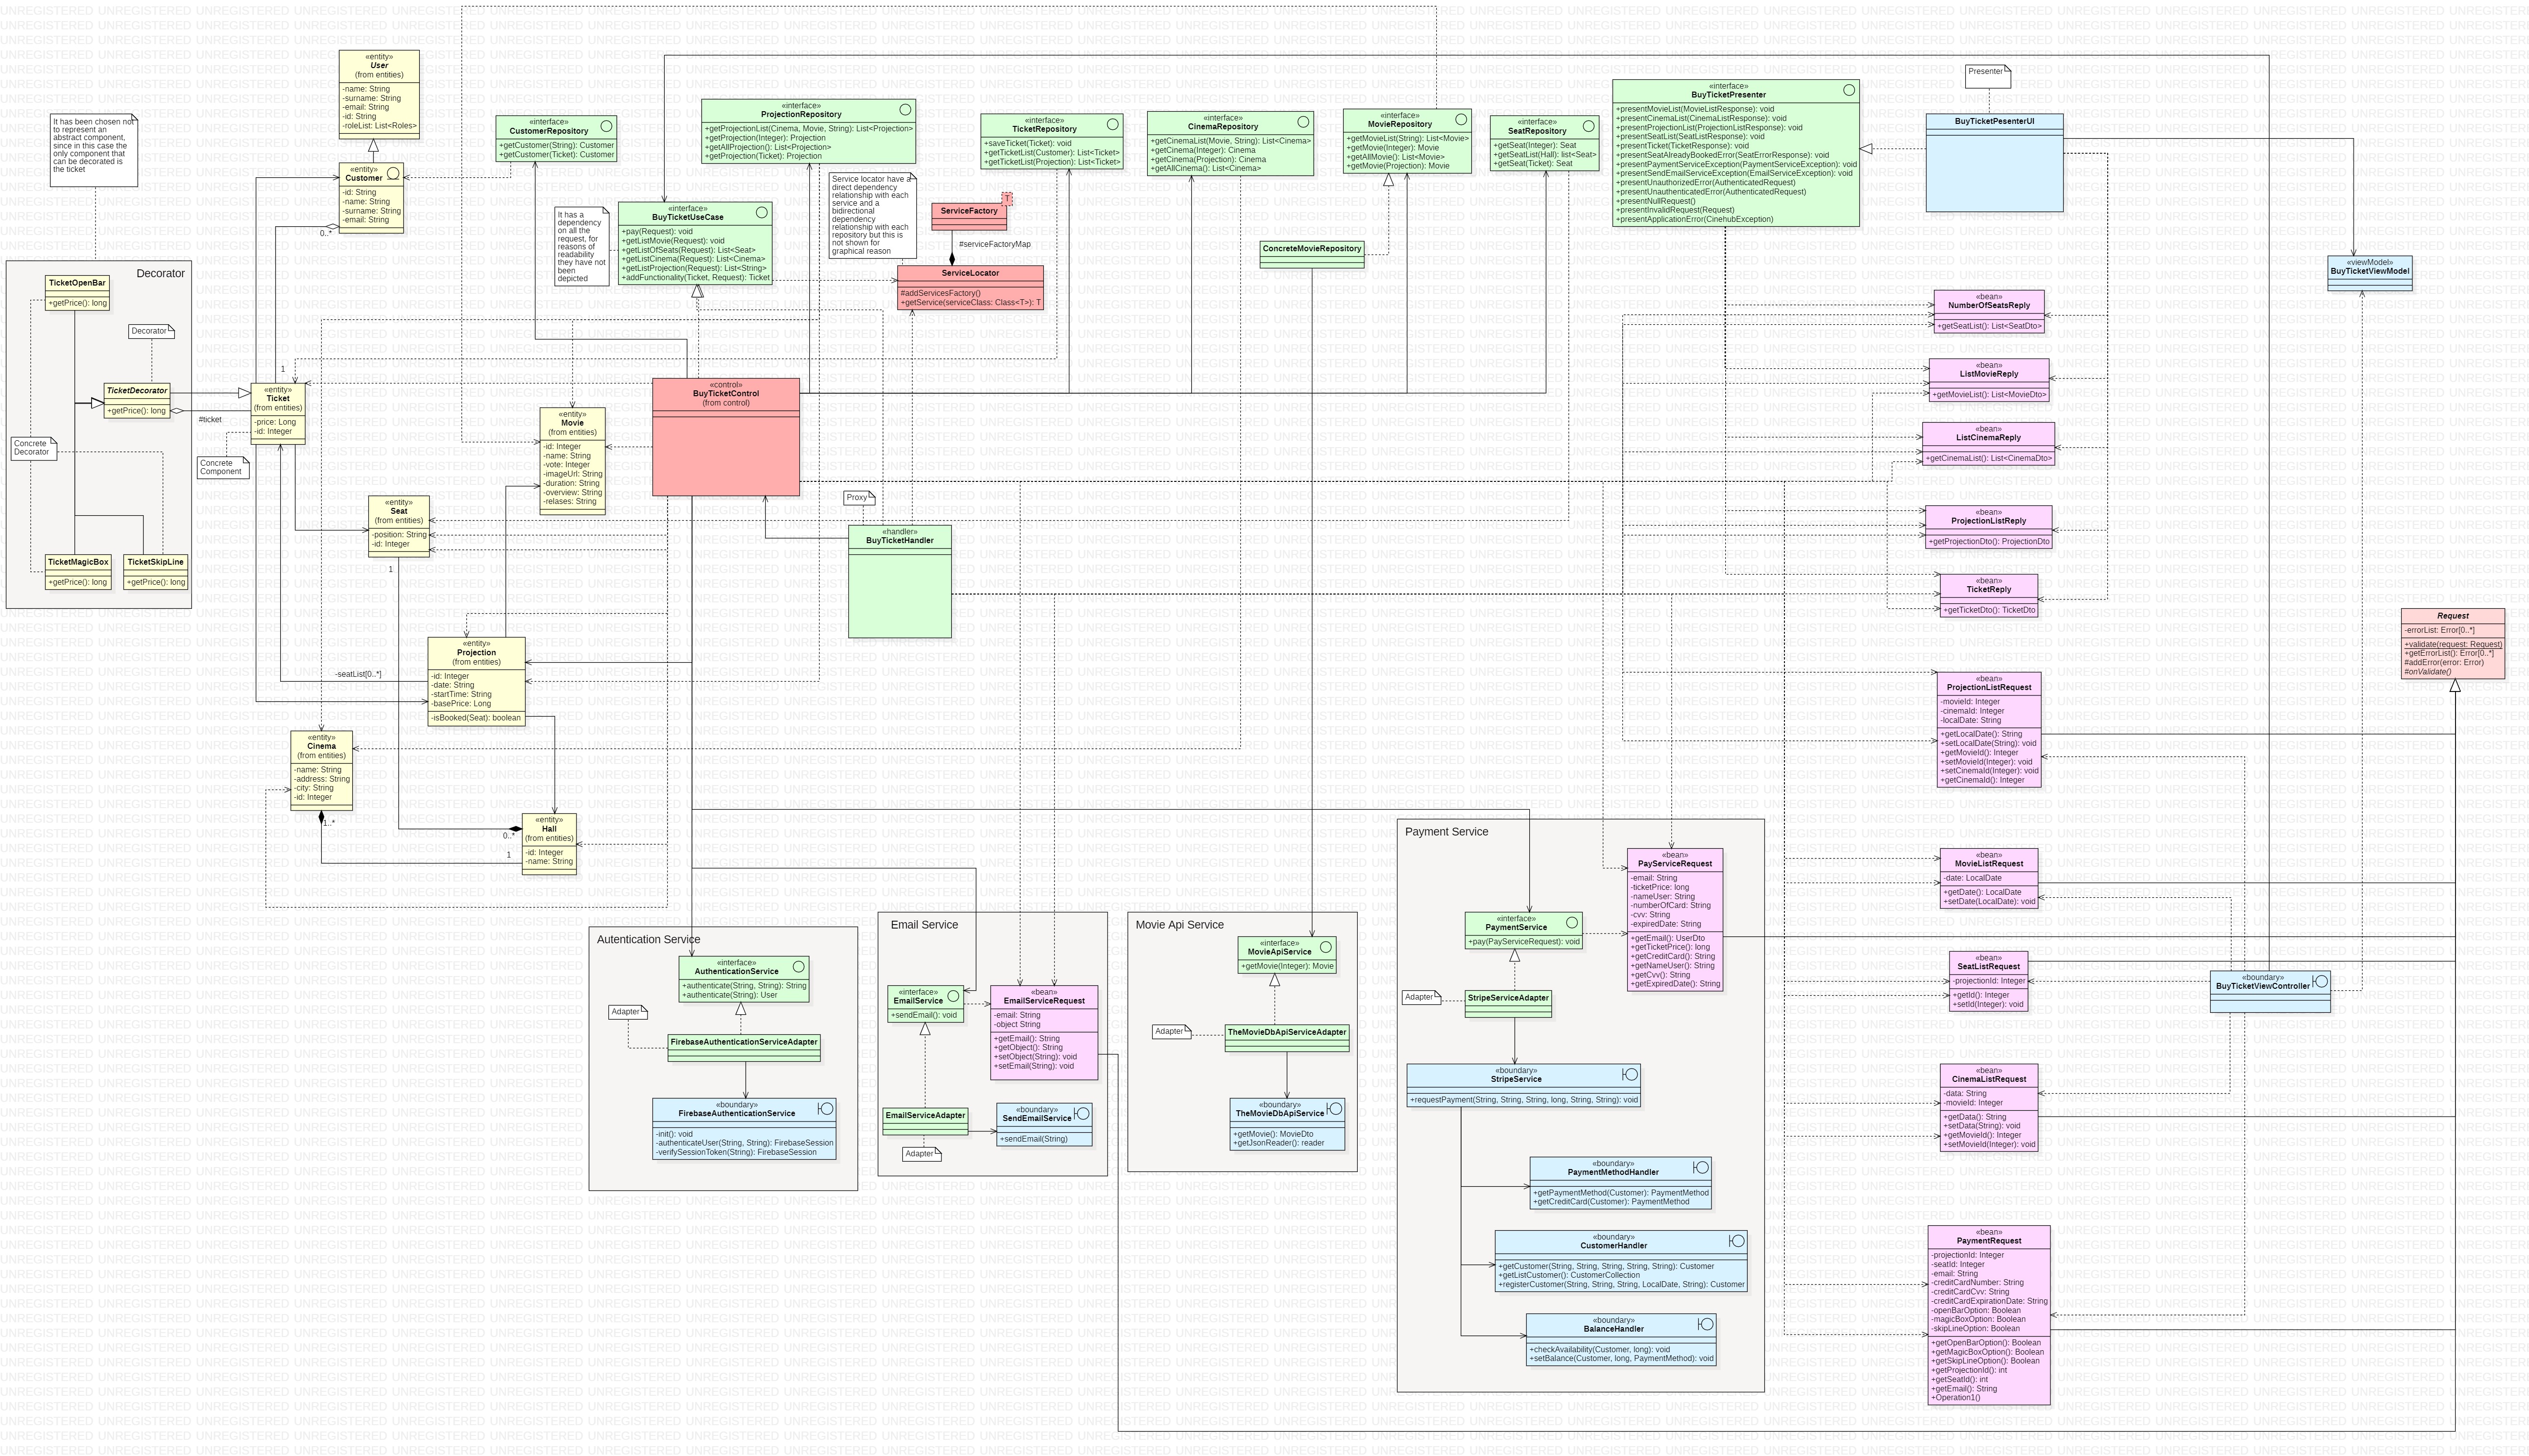 «entity»
User
(from entities)
-name: String
-surname: String
-email: String
-id: String
-roleList: List<Roles>
It has been chosen not
to represent an
abstract component,
since in this case the
only component that
can be decorated is
the ticket
«entity»
Customer
-id: String
-name: String
-surname: String
-email: String
0..*
«interface»
CustomerRepository
+getCustomer(String): Customer
+getCustomer(Ticket): Customer
«interface»
ProjectionRepository
+getProjectionList(Cinema, Movie, String): List<Projection>
+getProjection(Integer): Projection
+getAllProjection(): List<Projection>
+getProjection(Ticket): Projection
«interface»
TicketRepository
+saveTicket(Ticket): void
+getTicketList(Customer): List<Ticket>
+getTicketList(Projection): List<Ticket>
«interface»
CinemaRepository
+getCinemaList(Movie, String): List<Cinema>
+getCinema(Integer): Cinema
+getCinema(Projection): Cinema
+getAllCinema(): List<Cinema>
«interface»
MovieRepository
+getMovieList(String): List<Movie>
+getMovie(Integer): Movie
+getAllMovie(): List<Movie>
+getMovie(Projection): Movie
«interface»
SeatRepository
+getSeat(Integer): Seat
+getSeatList(Hall): list<Seat>
+getSeat(Ticket): Seat
«interface»
BuyTicketPresenter
+presentMovieList(MovieListResponse): void
+presentCinemaList(CinemaListResponse): void
+presentProjectionList(ProjectionListResponse): void
+presentSeatList(SeatListResponse): void
+presentTicket(TicketResponse): void
+presentSeatAlreadyBookedError(SeatErrorResponse): void
+presentPaymentServiceException(PaymentServiceException): void
+presentSendEmailServiceException(EmailServiceException): void
+presentUnauthorizedError(AuthenticatedRequest)
+presentUnauthenticatedError(AuthenticatedRequest)
+presentNullRequest()
+presentInvalidRequest(Request)
+presentApplicationError(CinehubException)
Presenter
BuyTicketPesenterUI
«viewModel»
BuyTicketViewModel
It has a
dependency
on all the
request, for
reasons of
readability
they have not
been
depicted
«interface»
BuyTicketUseCase
+pay(Request): void
+getListMovie(Request): void
+getListOfSeats(Request): List<Seat>
+getListCinema(Request): List<Cinema>
+getListProjection(Request): List<String>
+addFunctionality(Ticket, Request): Ticket
Service locator have a
direct dependency
relationship with each
service and a
bidirectional
dependency
relationship with each
repository but this is
not shown for
graphical reason
T
ServiceFactory
#serviceFactoryMap
ServiceLocator
#addServicesFactory()
+getService(serviceClass: Class<T>): T
ConcreteMovieRepository
Decorator
TicketOpenBar
+getPrice(): long
Decorator
TicketDecorator
+getPrice(): long
#ticket
Concrete
Decorator
TicketMagicBox
+getPrice(): long
TicketSkipLine
+getPrice(): long
1
«entity»
Ticket
(from entities)
-price: Long
-id: Integer
Concrete
Component
«entity»
Seat
(from entities)
-position: String
-id: Integer
1
«entity»
Movie
(from entities)
-id: Integer
-name: String
-vote: Integer
-imageUrl: String
-duration: String
-overview: String
-relases: String
«control»
BuyTicketControl
(from control)
Proxy
«handler»
BuyTicketHandler
«entity»
Projection
(from entities)
-id: Integer
-date: String
-startTime: String
-basePrice: Long
-isBooked(Seat): boolean
-seatList[0..*]
«entity»
Cinema
(from entities)
-name: String
-address: String
-city: String
-id: Integer
1..*
«entity»
Hall
(from entities)
-id: Integer
-name: String
0..*
1
«bean»
NumberOfSeatsReply
+getSeatList(): List<SeatDto>
«bean»
ListMovieReply
+getMovieList(): List<MovieDto>
«bean»
ListCinemaReply
+getCinemaList(): List<CinemaDto>
«bean»
ProjectionListReply
+getProjectionDto(): ProjectionDto
«bean»
TicketReply
+getTicketDto(): TicketDto
Request
-errorList: Error[0..*]
+validate(request: Request)
+getErrorList(): Error[0..*]
#addError(error: Error)
#onValidate()
«bean»
ProjectionListRequest
-movieId: Integer
-cinemaId: Integer
-localDate: String
+getLocalDate(): String
+setLocalDate(String): void
+getMovieId(): Integer
+setMovieId(Integer): void
+setCinemaId(Integer): void
+getCinemaId(): Integer
«bean»
MovieListRequest
-date: LocalDate
+getDate(): LocalDate
+setDate(LocalDate): void
«bean»
SeatListRequest
-projectionId: Integer
+getId(): Integer
+setId(Integer): void
«boundary»
BuyTicketViewController
«bean»
CinemaListRequest
-data: String
-movieId: Integer
+getData(): String
+setData(String): void
+getMovieId(): Integer
+setMovieId(Integer): void
«bean»
PaymentRequest
-projectionId: Integer
-seatId: Integer
-email: String
-creditCardNumber: String
-creditCardCvv: String
-creditCardExpirationDate: String
-openBarOption: Boolean
-magicBoxOption: Boolean
-skipLineOption: Boolean
+getOpenBarOption(): Boolean
+getMagicBoxOption(): Boolean
+getSkipLineOption(): Boolean
+getProjectionId(): int
+getSeatId(): int
+getEmail(): String
+Operation1()
Autentication Service
«interface»
AuthenticationService
+authenticate(String, String): String
+authenticate(String): User
Adapter
FirebaseAuthenticationServiceAdapter
«boundary»
FirebaseAuthenticationService
-init(): void
-authenticateUser(String, String): FirebaseSession
-verifySessionToken(String): FirebaseSession
Email Service
«interface»
EmailService
+sendEmail(): void
«bean»
EmailServiceRequest
-email: String
-object String
+getEmail(): String
+getObject(): String
+setObject(String): void
+setEmail(String): void
EmailServiceAdapter
Adapter
«boundary»
SendEmailService
+sendEmail(String)
Movie Api Service
«interface»
MovieApiService
+getMovie(Integer): Movie
Adapter
TheMovieDbApiServiceAdapter
«boundary»
TheMovieDbApiService
+getMovie(): MovieDto
+getJsonReader(): reader
Payment Service
«bean»
PayServiceRequest
-email: String
-ticketPrice: long
-nameUser: String
-numberOfCard: String
-cvv: String
-expiredDate: String
+getEmail(): UserDto
+getTicketPrice(): long
+getCreditCard(): String
+getNameUser(): String
+getCvv(): String
+getExpiredDate(): String
«interface»
PaymentService
+pay(PayServiceRequest): void
Adapter
StripeServiceAdapter
«boundary»
StripeService
+requestPayment(String, String, String, long, String, String): void
«boundary»
PaymentMethodHandler
+getPaymentMethod(Customer): PaymentMethod
+getCreditCard(Customer): PaymentMethod
«boundary»
CustomerHandler
+getCustomer(String, String, String, String, String): Customer
+getListCustomer(): CustomerCollection
+registerCustomer(String, String, String, LocalDate, String): Customer
«boundary»
BalanceHandler
+checkAvailability(Customer, long): void
+setBalance(Customer, long, PaymentMethod): void